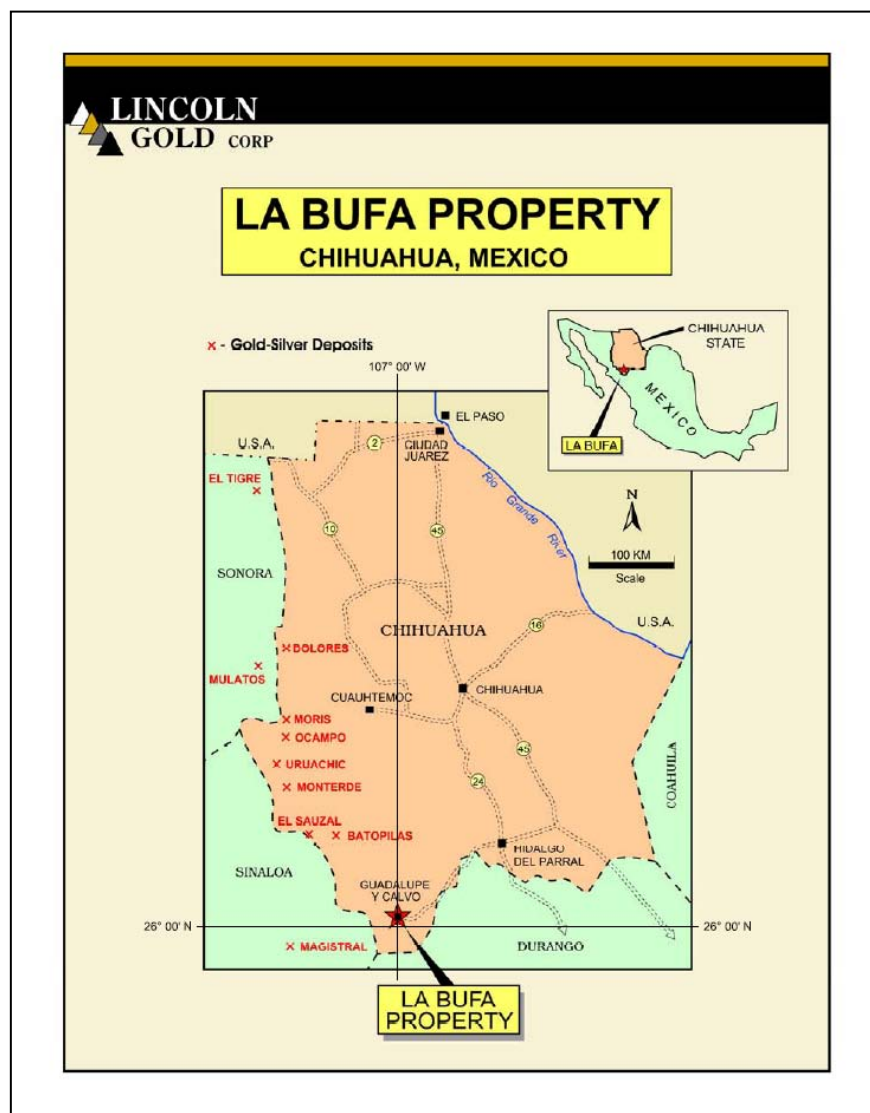 LINCOLN
GOLD CORP
LA BUFA PROPERTY
CHIHUAHUA, MEXICO
x - Gold-Silver Deposits
107° 00' W
CHIHUAHUA
STATE
MEXICO
LA BUFA
EL PASO
U.S.A.
2
CIUDAD
JUAREZ
EL TIGRE
Rio Grande River
N
10
45
100 KM
Scale
SONORA
16
U.S.A.
CHIHUAHUA
DOLORES
MULATOS
CUAUHTEMOC
CHIHUAHUA
MORIS
OCAMPO
45
URUACHIC
24
MONTERDE
COAHUILA
EL SAUZAL
BATOPILAS
HIDALGO
DEL PARRAL
SINALOA
GUADALUPE
Y CALVO
26° 00' N
26° 00' N
MAGISTRAL
DURANGO
LA BUFA
PROPERTY